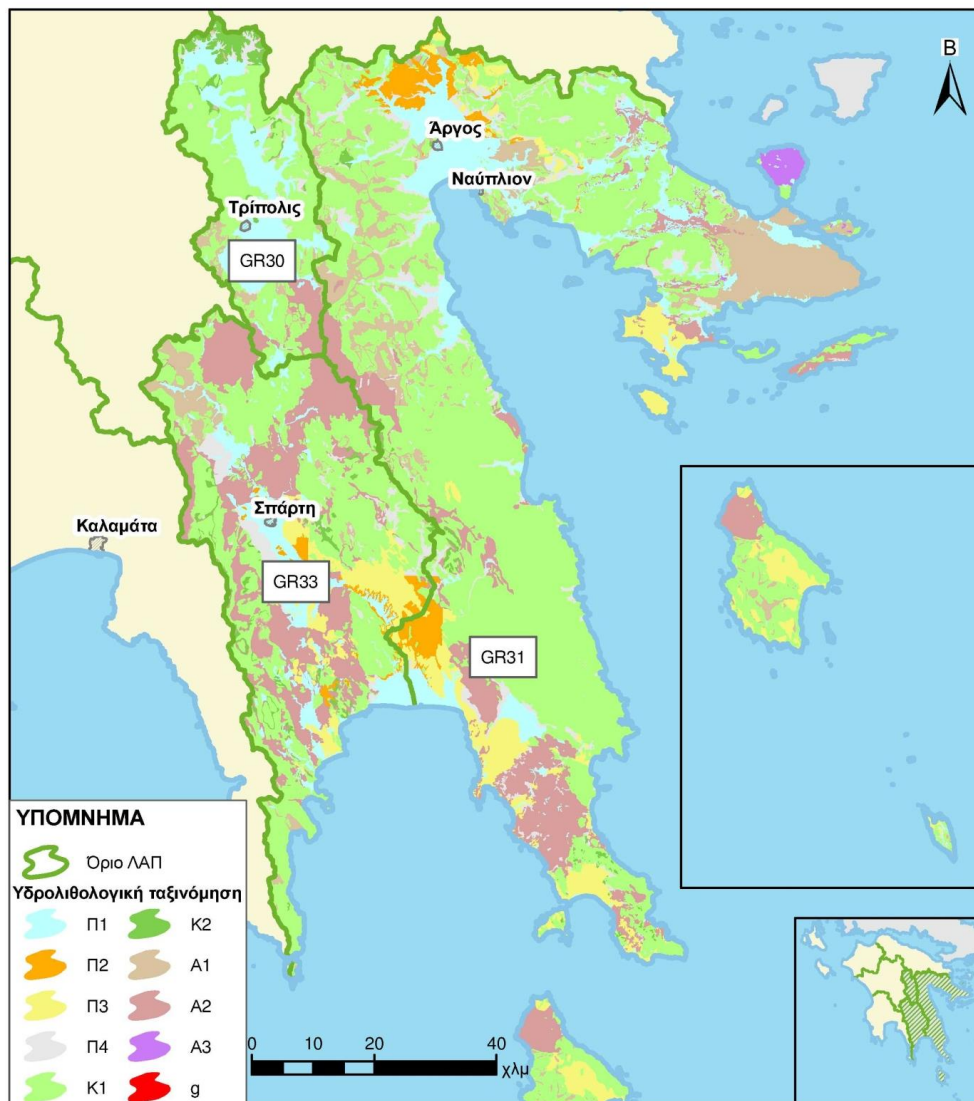 Β
Άργος
Ναύπλιον
Τρίπολις
GR30
Σπάρτη
Καλαμάτα
GR33
GR31
ΥΠΟΜΝΗΜΑ
Όριο ΛΑΠ
Υδρολιθολογική ταξινόμηση
Π1 Κ2
Π2 Α1
Π3 Α2
Π4 Α3
Κ1 g
0 10 20 40
χλμ